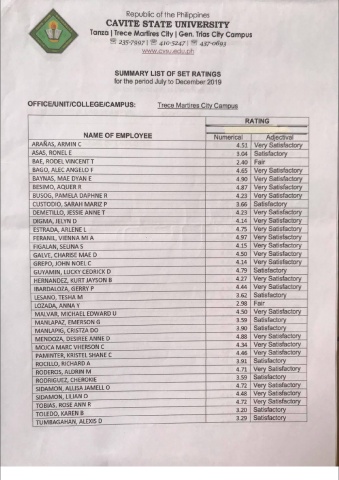 Republic of the Philippines
CAVITE STATE UNIVERSITY
Tanza | Trece Martires City | Gen. Trias City Campus
☎ 235-7997 | ☎ 410-5247 | ☎ 437-0693
www.cvsu.edu.ph
SUMMARY LIST OF SET RATINGS
for the period July to December 2019
OFFICE/UNIT/COLLEGE/CAMPUS: Trece Martires City Campus
NAME OF EMPLOYEE RATING
Numerical Adjectival
ARAÑAS, ARMIN C 4.51 Very Satisfactory
ASAS, RONEL E 3.04 Satisfactory
BAE, RODEL VINCENT T 2.40 Fair
BAGO, ALEC ANGELO F 4.65 Very Satisfactory
BAYNAS, MAE DYAN E 4.90 Very Satisfactory
BESIMO, AQUER R 4.87 Very Satisfactory
BUSOG, PAMELA DAPHNE R 4.23 Very Satisfactory
CUSTODIO, SARAH MARIZ P 3.66 Satisfactory
DEMETILLO, JESSIE ANNE T 4.23 Very Satisfactory
DIGMA, JELYN D 4.14 Very Satisfactory
ESTRADA, ARLENE L 4.75 Very Satisfactory
FERANIL, VIENNA MI A 4.97 Very Satisfactory
FIGALAN, SELINA S 4.15 Very Satisfactory
GALVE, CHARISE MAE D 4.50 Very Satisfactory
GREPO, JOHN NOEL C 4.14 Very Satisfactory
GUYAMIN, LUCKY CEDRICK D 4.79 Satisfactory
HERNANDEZ, KURT JAYSON B 4.27 Very Satisfactory
IBARDALOZA, GERRY P 4.44 Very Satisfactory
LESANO, TESHA M 3.62 Satisfactory
LOZADA, ANNA Y 2.98 Fair
MALVAR, MICHAEL EDWARD U 4.50 Very Satisfactory
MANLAPAZ, EMERSON G 3.59 Satisfactory
MANLAPIG, CRISTZA DO 3.90 Satisfactory
MENDOZA, DESIREE ANNE D 4.88 Very Satisfactory
MOJICA MARC VHERSON C 4.34 Very Satisfactory
PAMINTER, KRISTEL SHANE C 4.46 Very Satisfactory
ROCILLO, RICHARD A 3.91 Satisfactory
RODEROS, ALDRIN M 4.71 Very Satisfactory
RODRIGUEZ, CHEROKIE 3.59 Satisfactory
SIDAMON, ALLISA JAMELL O 4.72 Very Satisfactory
SIDAMON, LILIAN O 4.48 Very Satisfactory
TOBIAS, ROSE ANN R 4.72 Very Satisfactory
TOLEDO, KAREN B 3.20 Satisfactory
TUMBAGAHAN, ALEXIS D 3.29 Satisfactory